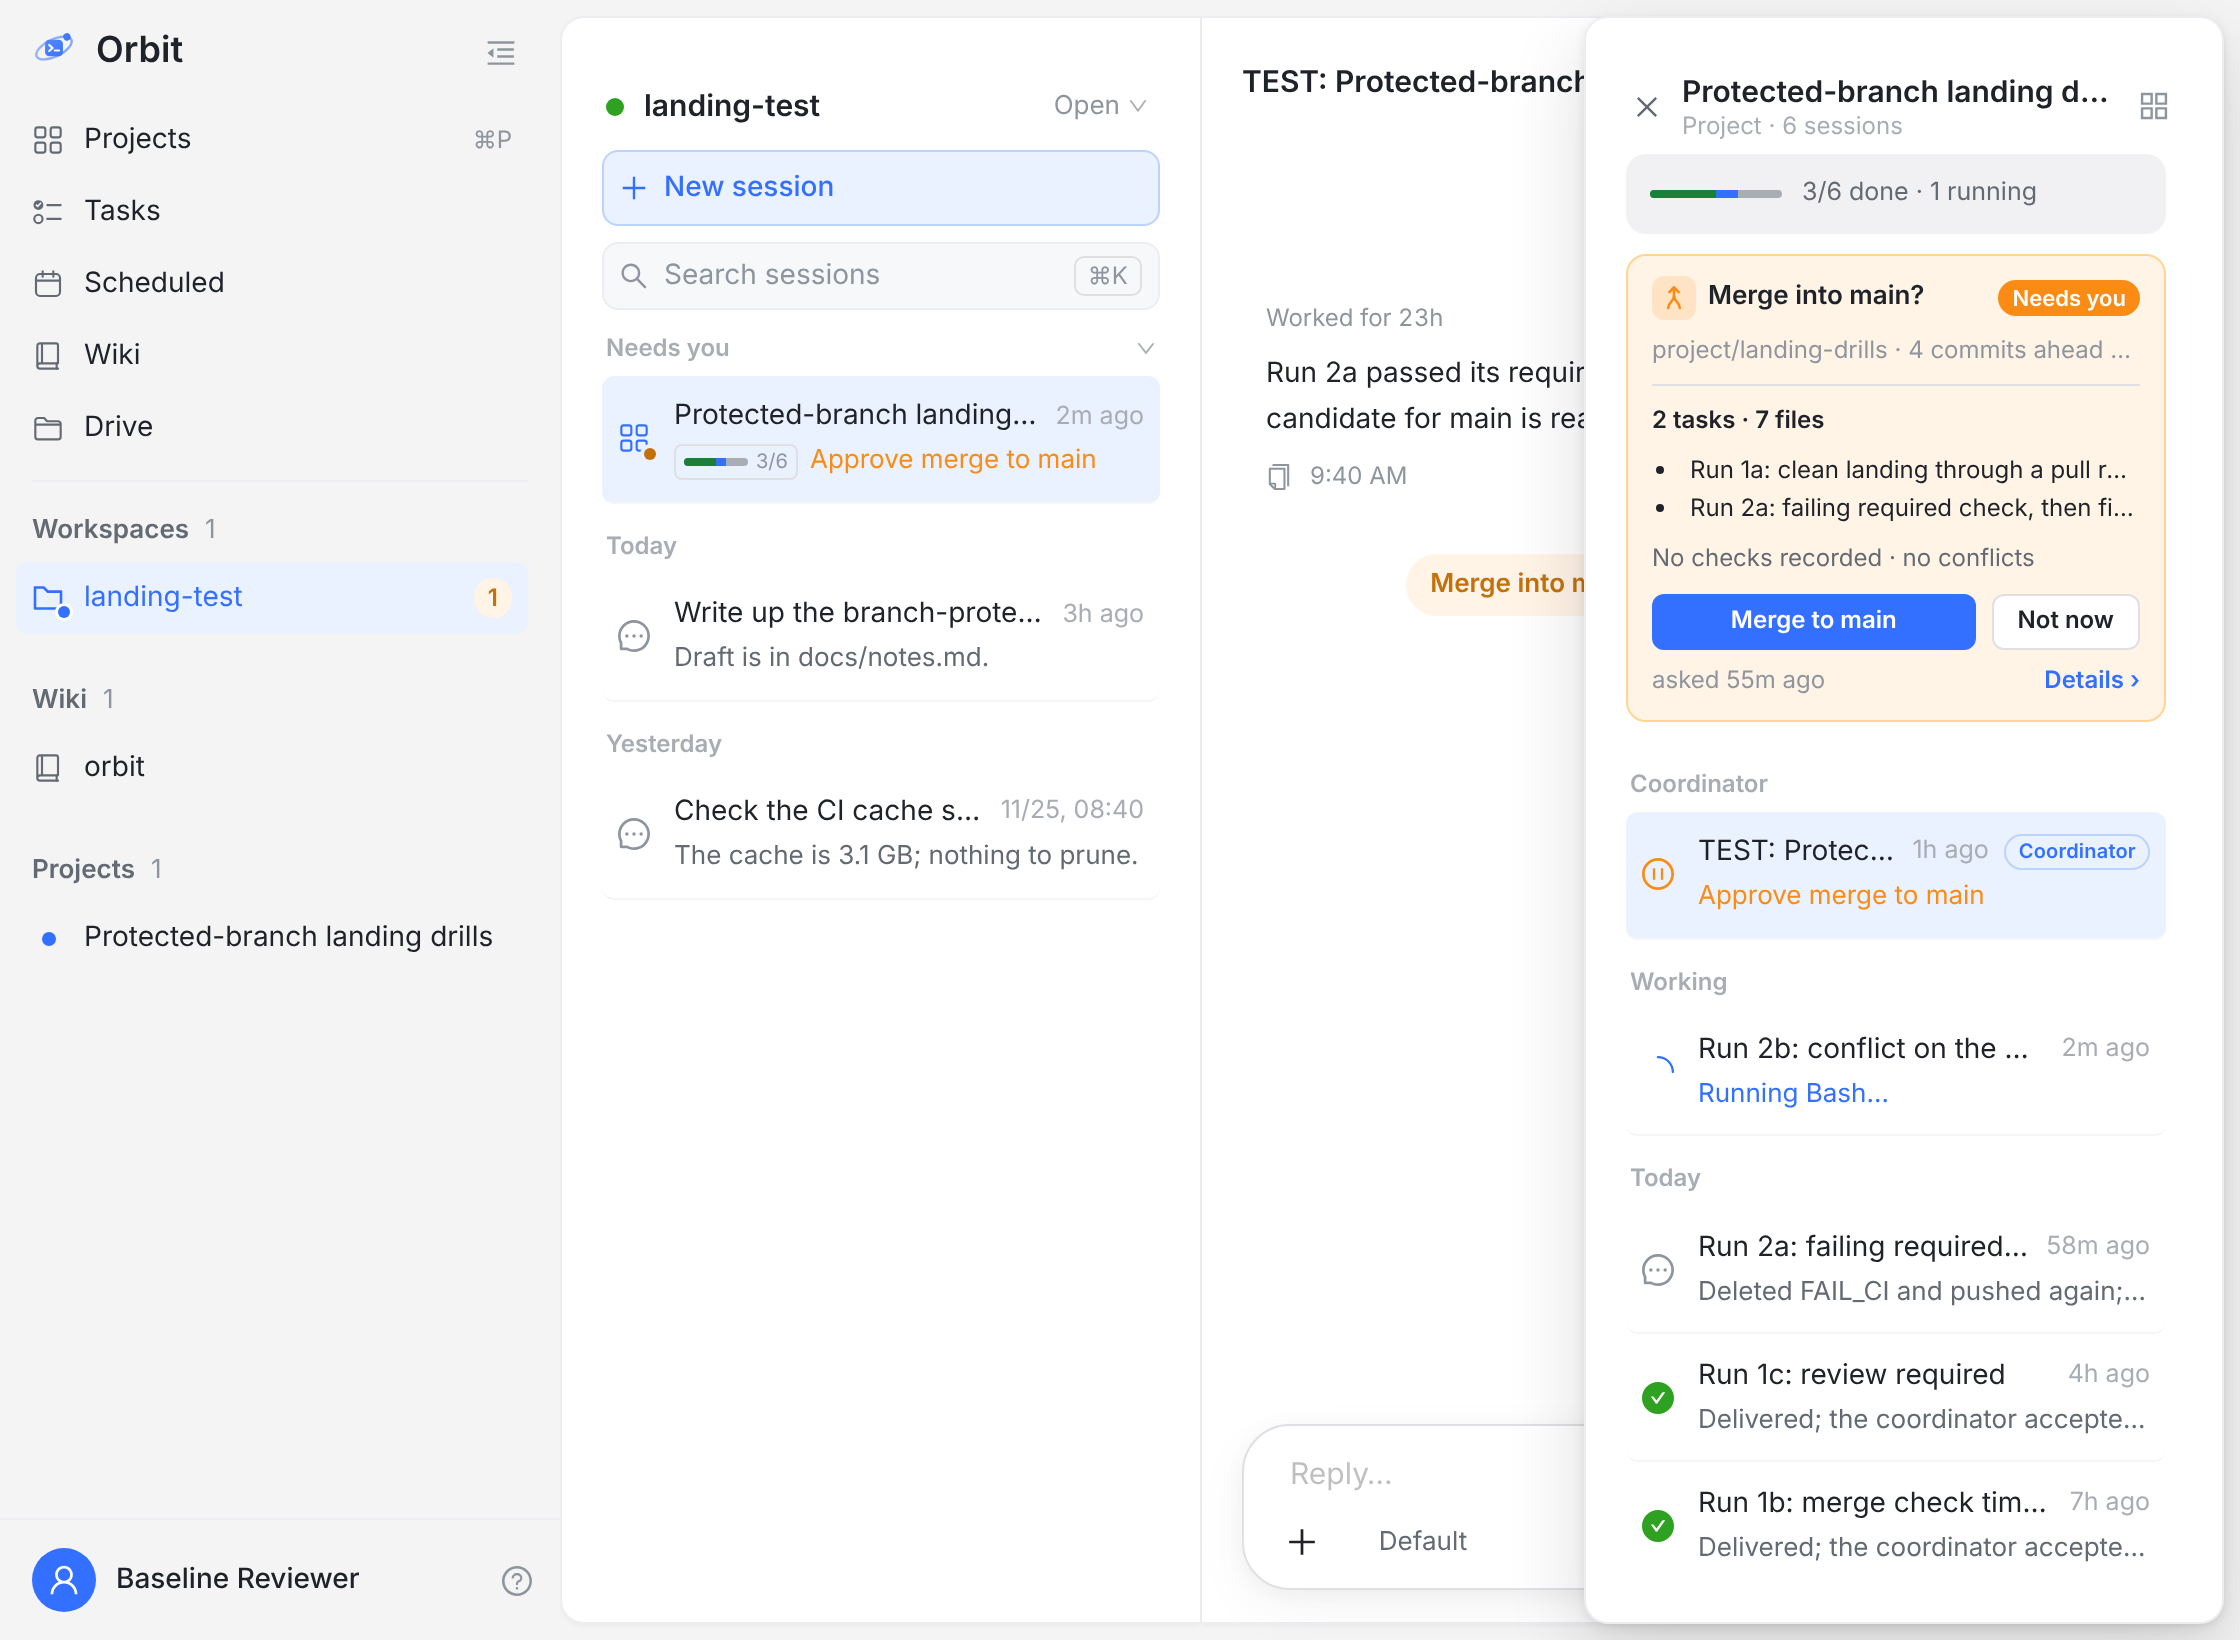 Orbit
Projects ⌘P
Tasks
Scheduled
Wiki
Drive
Workspaces 1
landing-test 1
Wiki 1
orbit
Projects 1
Protected-branch landing drills
Baseline Reviewer
landing-test Open
New session
Search sessions ⌘K
Needs you
Protected-branch landing... 2m ago
3/6 Approve merge to main
Today
Write up the branch-prote... 3h ago
Draft is in docs/notes.md.
Yesterday
Check the CI cache s... 11/25, 08:40
The cache is 3.1 GB; nothing to prune.
TEST: Protected-branch
Worked for 23h
Run 2a passed its requir
candidate for main is rea
9:40 AM
Merge into m
Reply...
Default
Protected-branch landing d...
Project · 6 sessions
3/6 done · 1 running
Merge into main? Needs you
project/landing-drills · 4 commits ahead ...
2 tasks · 7 files
• Run 1a: clean landing through a pull r...
• Run 2a: failing required check, then fi...
No checks recorded · no conflicts
Merge to main Not now
asked 55m ago Details ›
Coordinator
TEST: Protec... 1h ago Coordinator
Approve merge to main
Working
Run 2b: conflict on the ... 2m ago
Running Bash...
Today
Run 2a: failing required... 58m ago
Deleted FAIL_CI and pushed again;...
Run 1c: review required 4h ago
Delivered; the coordinator accepte...
Run 1b: merge check tim... 7h ago
Delivered; the coordinator accepte...